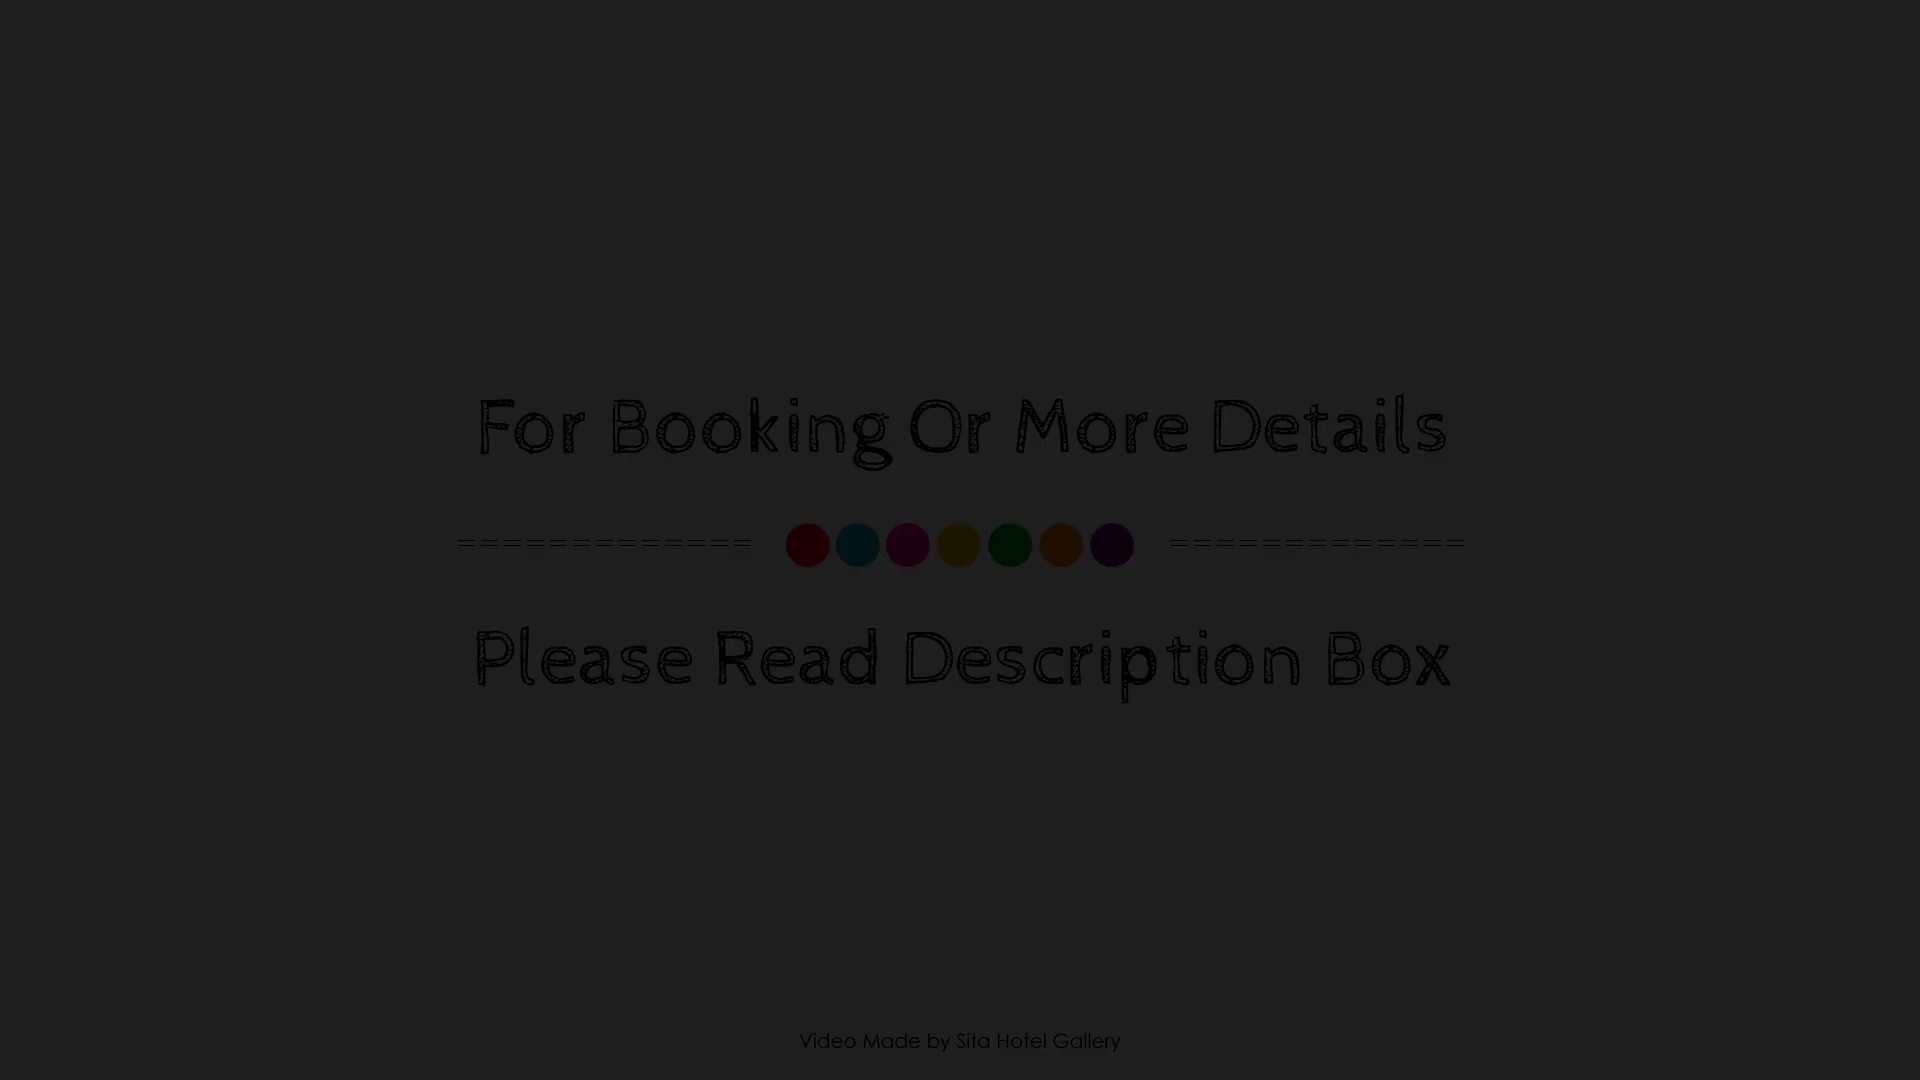 For Booking Or More Details
============= =============
Please Read Description Box
Video Made by Sita Hotel Gallery